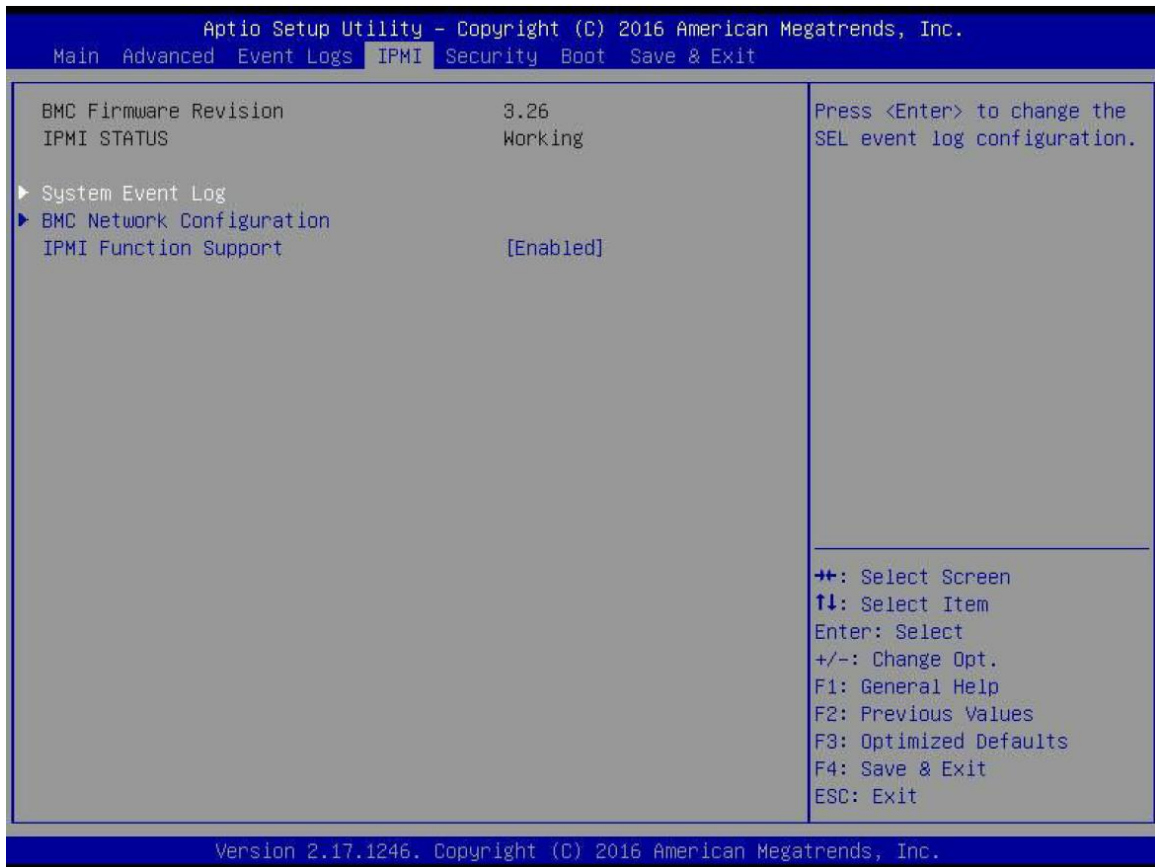 Aptio Setup Utility – Copyright (C) 2016 American Megatrends, Inc.
Main Advanced Event Logs IPMI Security Boot Save & Exit
BMC Firmware Revision 3.26
IPMI STATUS Working
▶ System Event Log
▶ BMC Network Configuration
IPMI Function Support [Enabled]
Press <Enter> to change the
SEL event log configuration.
→←: Select Screen
↑↓: Select Item
Enter: Select
+/-: Change Opt.
F1: General Help
F2: Previous Values
F3: Optimized Defaults
F4: Save & Exit
ESC: Exit
Version 2.17.1246. Copyright (C) 2016 American Megatrends, Inc.